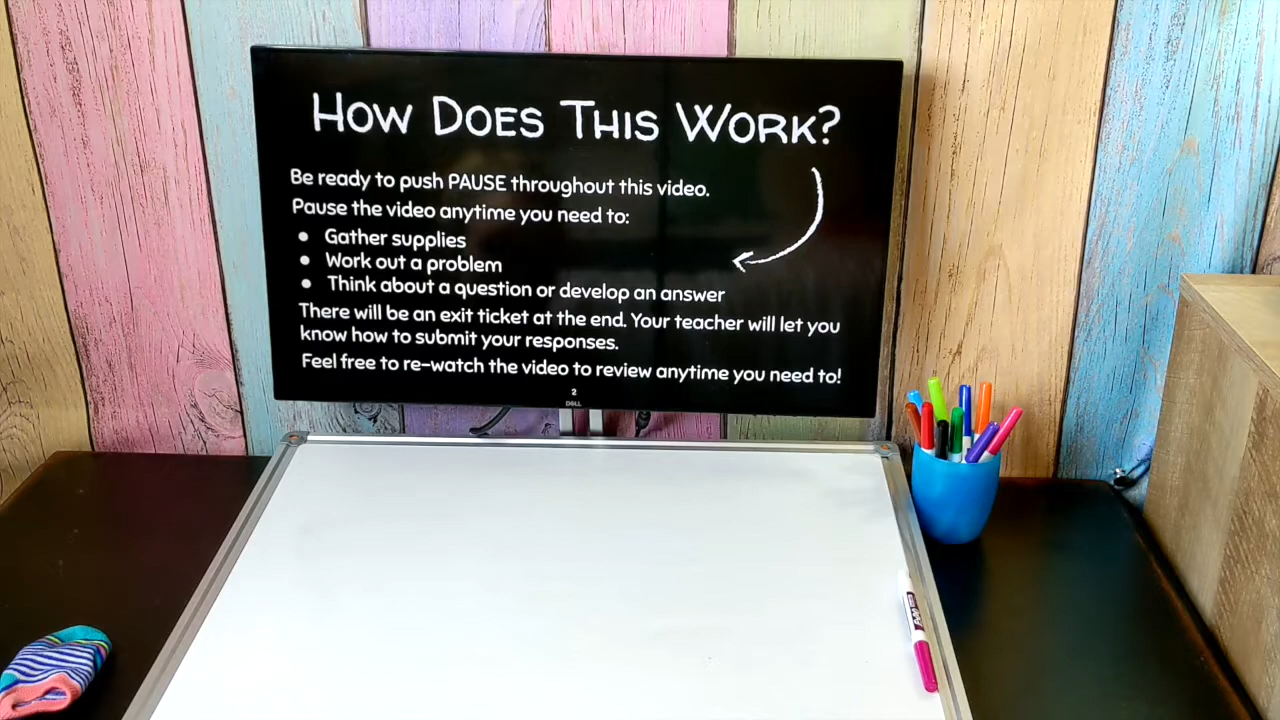 How Does This Work?
Be ready to push PAUSE throughout this video.
Pause the video anytime you need to:
● Gather supplies
● Work out a problem
● Think about a question or develop an answer
There will be an exit ticket at the end. Your teacher will let you
know how to submit your responses.
Feel free to re-watch the video to review anytime you need to!
2
DELL